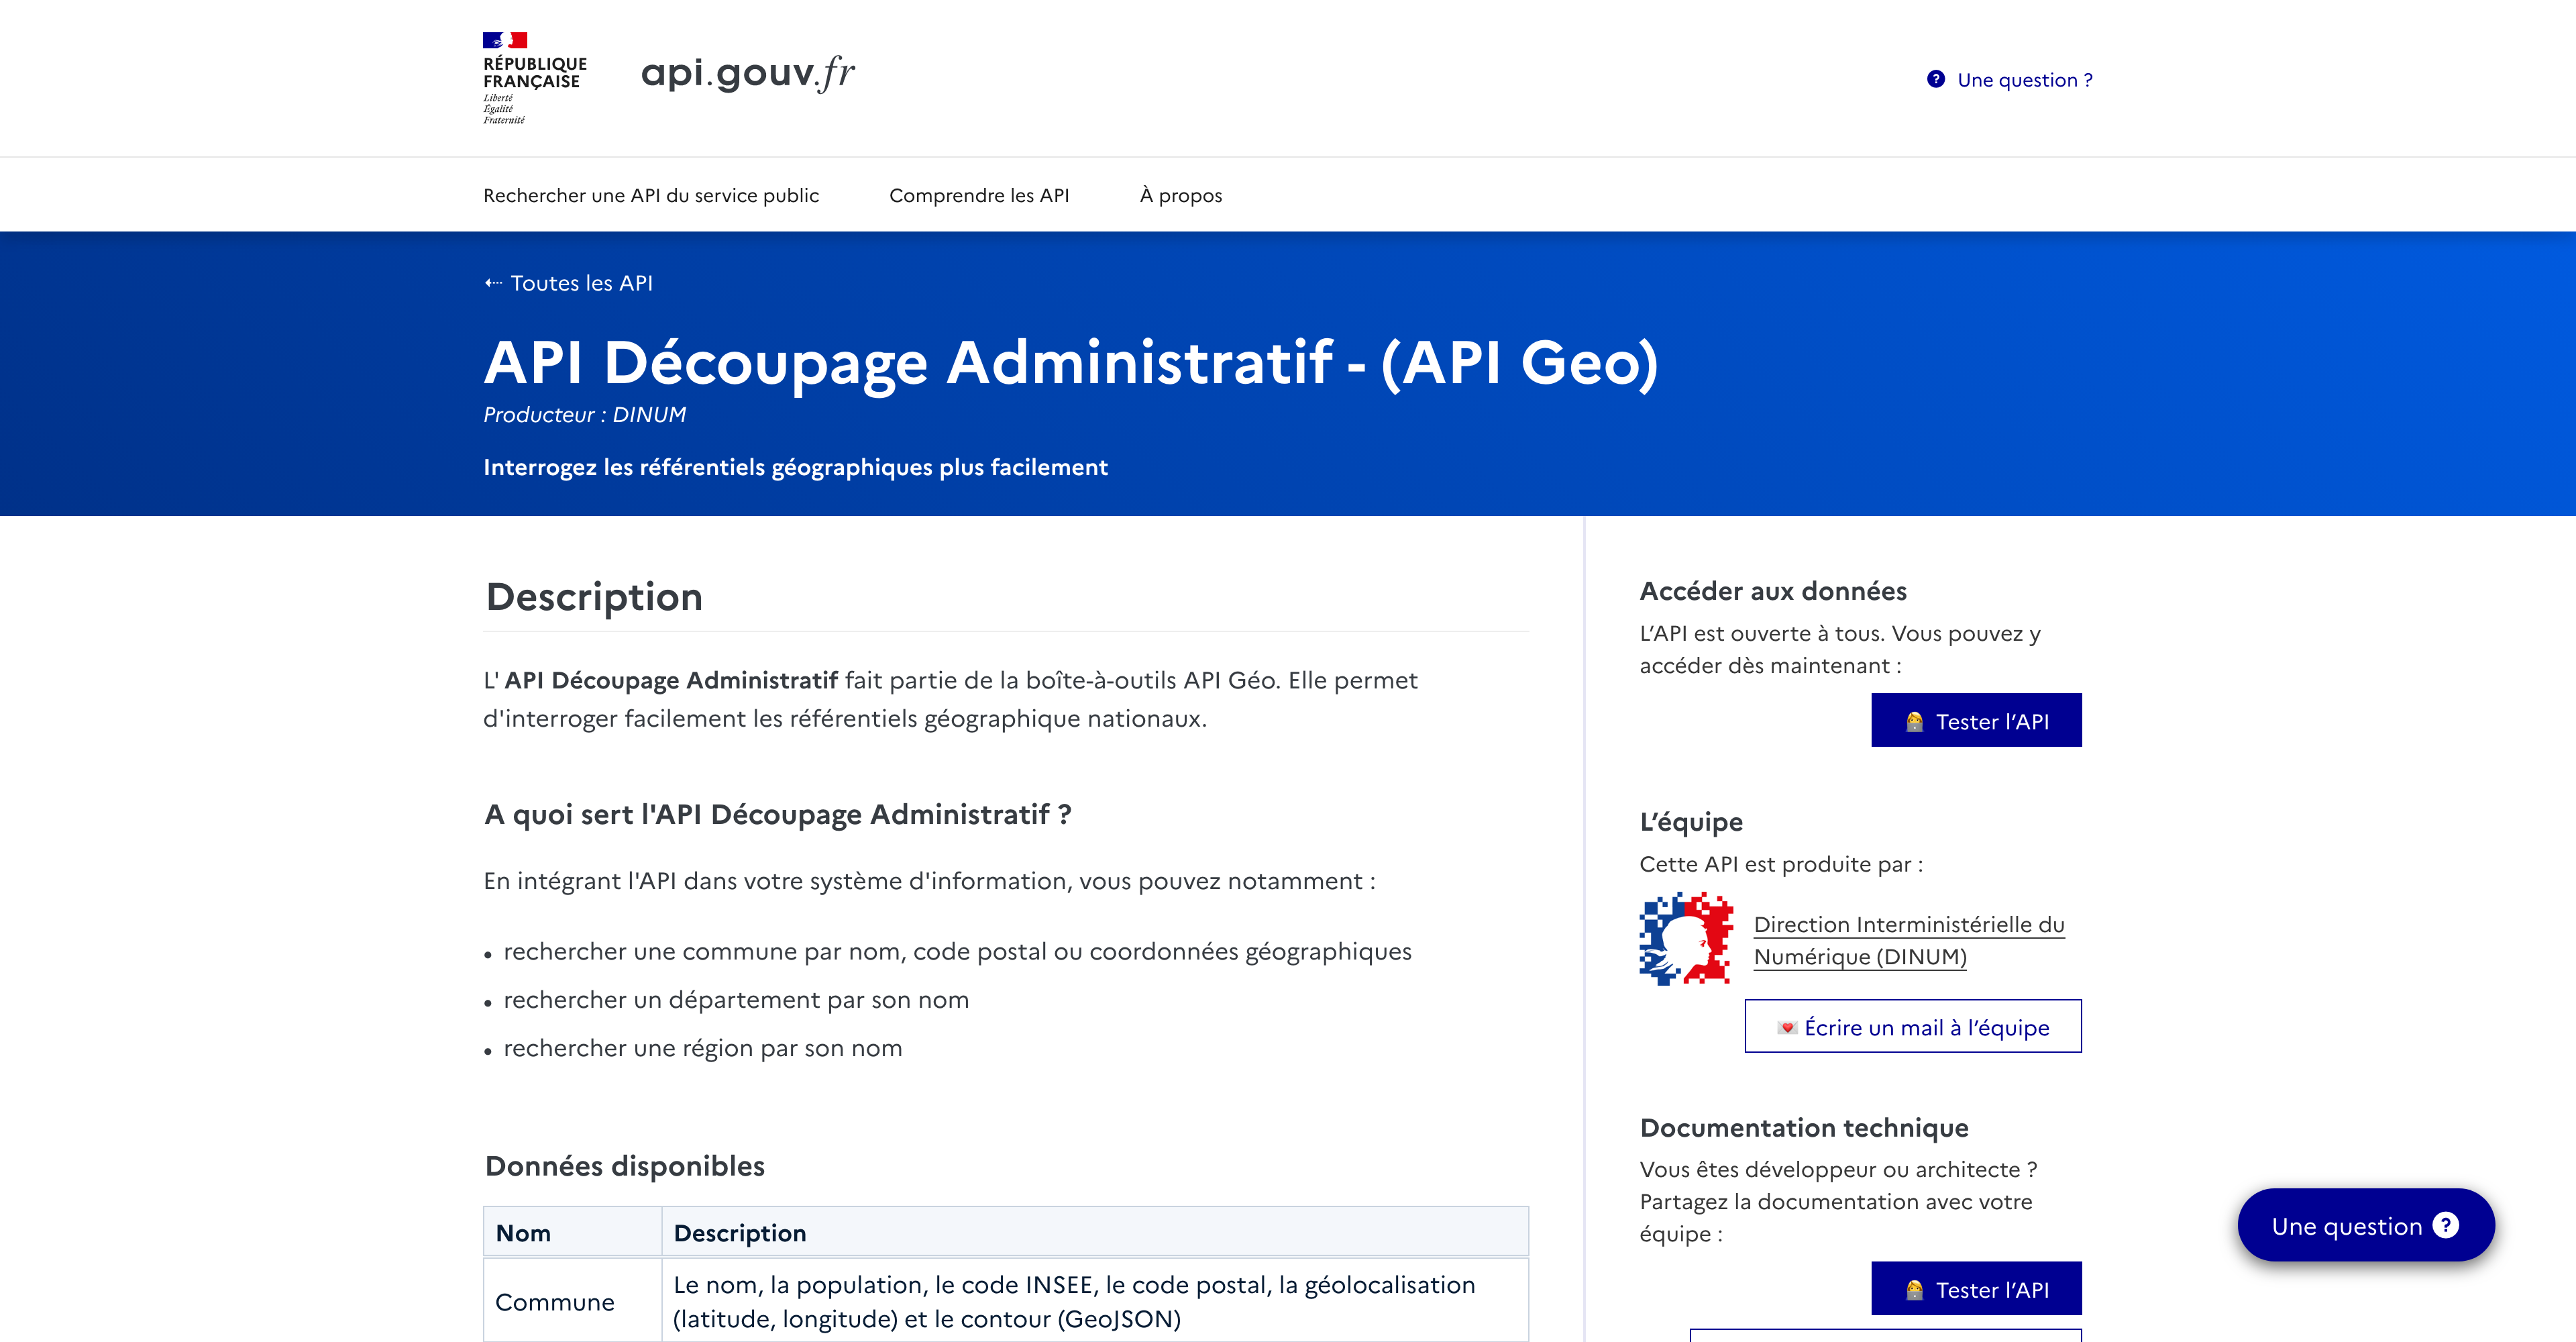 RÉPUBLIQUE
FRANÇAISE
Liberté
Égalité
Fraternité
api.gouv.fr
Une question ?
Rechercher une API du service public
Comprendre les API
À propos
Toutes les API
API Découpage Administratif - (API Geo)
Producteur : DINUM
Interrogez les référentiels géographiques plus facilement
Description
L' API Découpage Administratif fait partie de la boîte-à-outils API Géo. Elle permet
d'interroger facilement les référentiels géographique nationaux.
A quoi sert l'API Découpage Administratif ?
En intégrant l'API dans votre système d'information, vous pouvez notamment :
• rechercher une commune par nom, code postal ou coordonnées géographiques
• rechercher un département par son nom
• rechercher une région par son nom
Données disponibles
Nom
Description
Commune
Le nom, la population, le code INSEE, le code postal, la géolocalisation
(latitude, longitude) et le contour (GeoJSON)
Accéder aux données
L’API est ouverte à tous. Vous pouvez y
accéder dès maintenant :
Tester l’API
L’équipe
Cette API est produite par :
Direction Interministérielle du
Numérique (DINUM)
Écrire un mail à l’équipe
Documentation technique
Vous êtes développeur ou architecte ?
Partagez la documentation avec votre
équipe :
Tester l’API
Une question ?